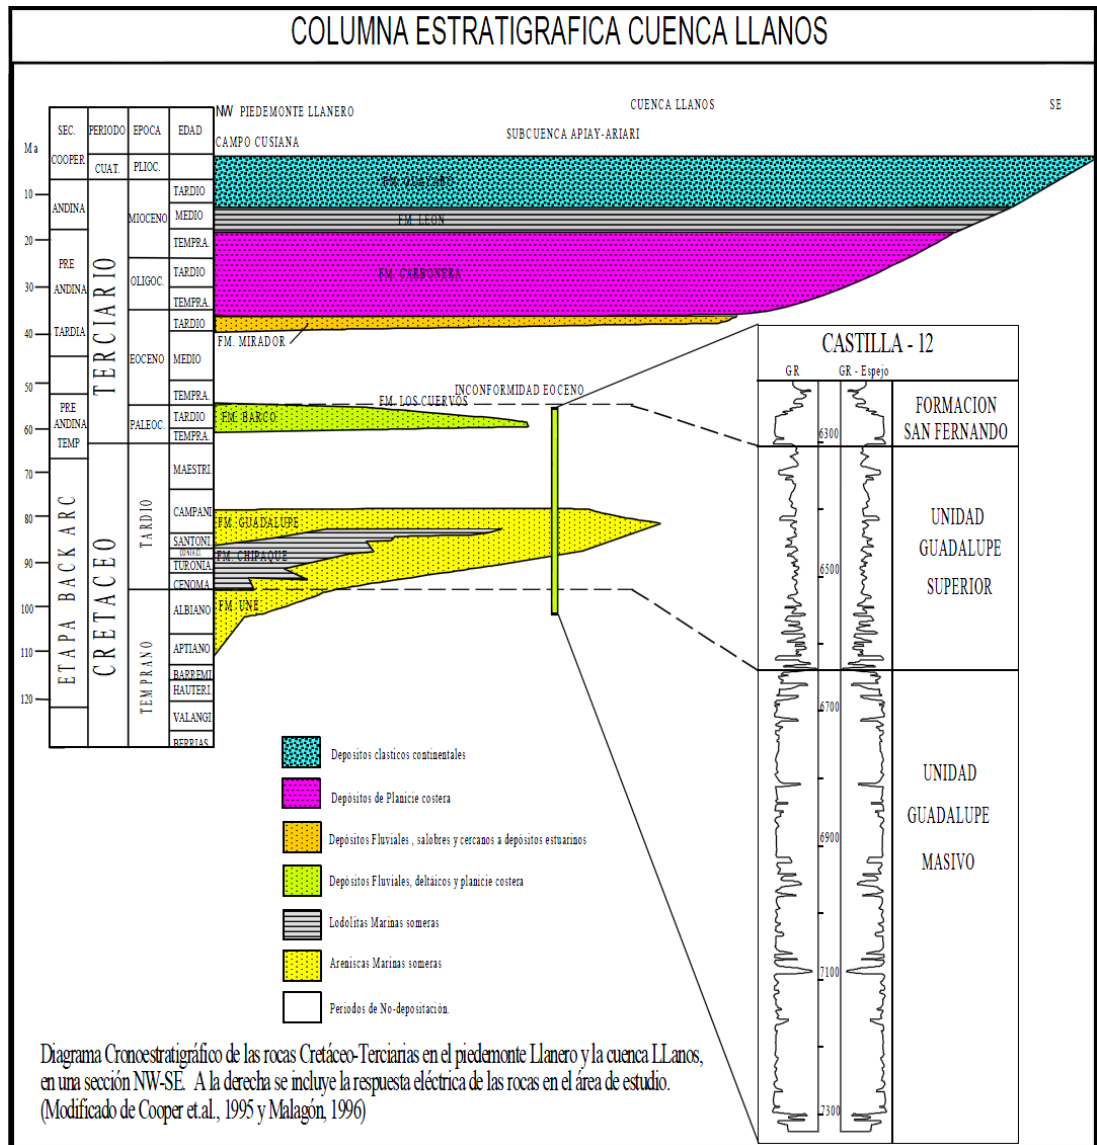 COLUMNA ESTRATIGRAFICA CUENCA LLANOS
NW PIEDEMONTE LLANERO
CUENCA LLANOS
SE
SUBCUENCA APIAY-ARIARI
CAMPO CUSIANA
Ma
SEC.
PERIODO
EPOCA
EDAD
COOPER
CUAT.
PLIOC.
10
20
30
40
50
60
70
80
90
100
110
120
ANDINA
PRE
ANDINA
TARDIA
PRE
ANDINA
TEMP
ETAPA BACK ARC
TERCIARIO
CRETACEO
MIOCENO
OLIGOC.
EOCENO
PALEOC.
TARDIO
TEMPRANO
TARDIO
MEDIO
TEMPRA.
TARDIO
TEMPRA.
TARDIO
MEDIO
TEMPRA.
TARDIO
TEMPRA.
MAESTRI.
CAMPANI.
SANTONI.
TURONIA.
CENOMA.
ALBIANO
APTIANO
BARREMI.
HAUTERI.
VALANGI.
BERRIAS.
FM. LEON
FM. CARBONERA
FM. MIRADOR
INCONFORMIDAD EOCENO
FM. LOS CUERVOS
FM. BARCO
FM. GUADALUPE
FM. CHIPAQUE
FM. UNE
CASTILLA - 12
GR
GR - Espejo
6300
6500
6700
6900
7100
7300
FORMACION
SAN FERNANDO
UNIDAD
GUADALUPE
SUPERIOR
UNIDAD
GUADALUPE
MASIVO
Depositos clasticos continentales
Depósitos de Planicie costera
Depósitos Fluviales , salobres y cercanos a depósitos estuarinos
Depósitos Fluviales, deltáicos y planicie costera
Lodolitas Marinas someras
Areniscas Marinas someras
Periodos de No-depositación.
Diagrama Cronoestratigráfico de las rocas Cretáceo-Terciarias en el piedemonte Llanero y la cuenca LLanos,
en una sección NW-SE. A la derecha se incluye la respuesta eléctrica de las rocas en el área de estudio.
(Modificado de Cooper et.al., 1995 y Malagón, 1996)